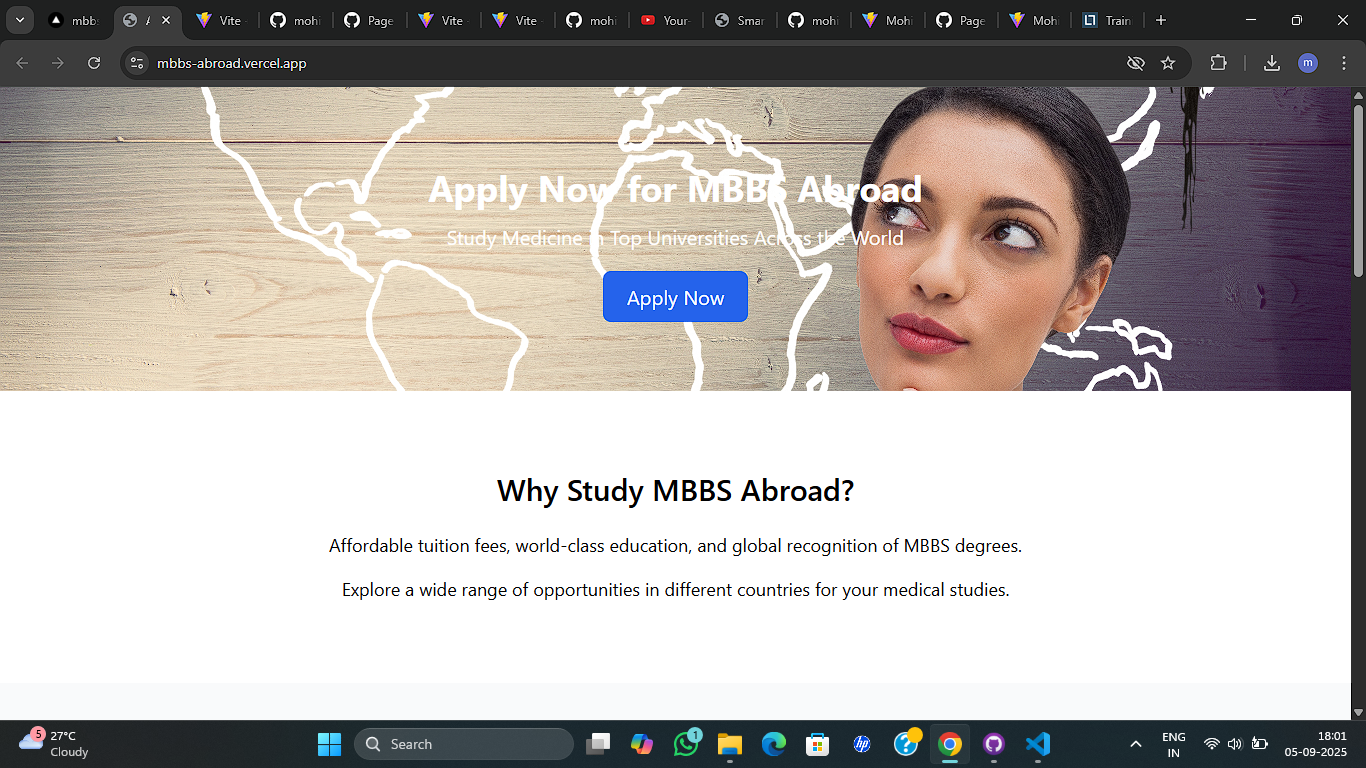 mbbs
A
Vite
mohi
Page
Vite
Vite
mohi
Your-
Smar
mohi
Mohi
Page
Mohi
Train
mbbs-abroad.vercel.app
m
Apply Now for MBBS Abroad
Study Medicine in Top Universities Across the World
Apply Now
Why Study MBBS Abroad?
Affordable tuition fees, world-class education, and global recognition of MBBS degrees.
Explore a wide range of opportunities in different countries for your medical studies.
5
27°C
Cloudy
Search
1
hp
ENG
IN
18:01
05-09-2025